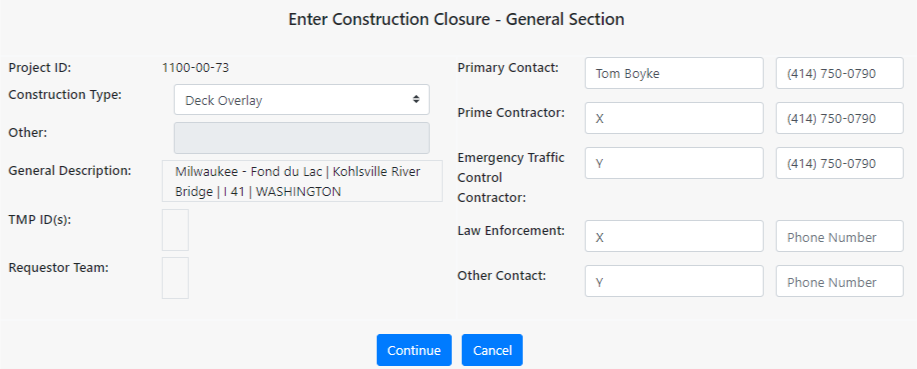 Enter Construction Closure - General Section
Project ID: 1100-00-73
Construction Type: Deck Overlay
Other:
General Description: Milwaukee - Fond du Lac | Kohlsville River
Bridge | I 41 | WASHINGTON
TMP ID(s):
Requestor Team:
Primary Contact: Tom Boyke (414) 750-0790
Prime Contractor: X (414) 750-0790
Emergency Traffic Y (414) 750-0790
Control
Contractor:
Law Enforcement: X Phone Number
Other Contact: Y Phone Number
Continue Cancel